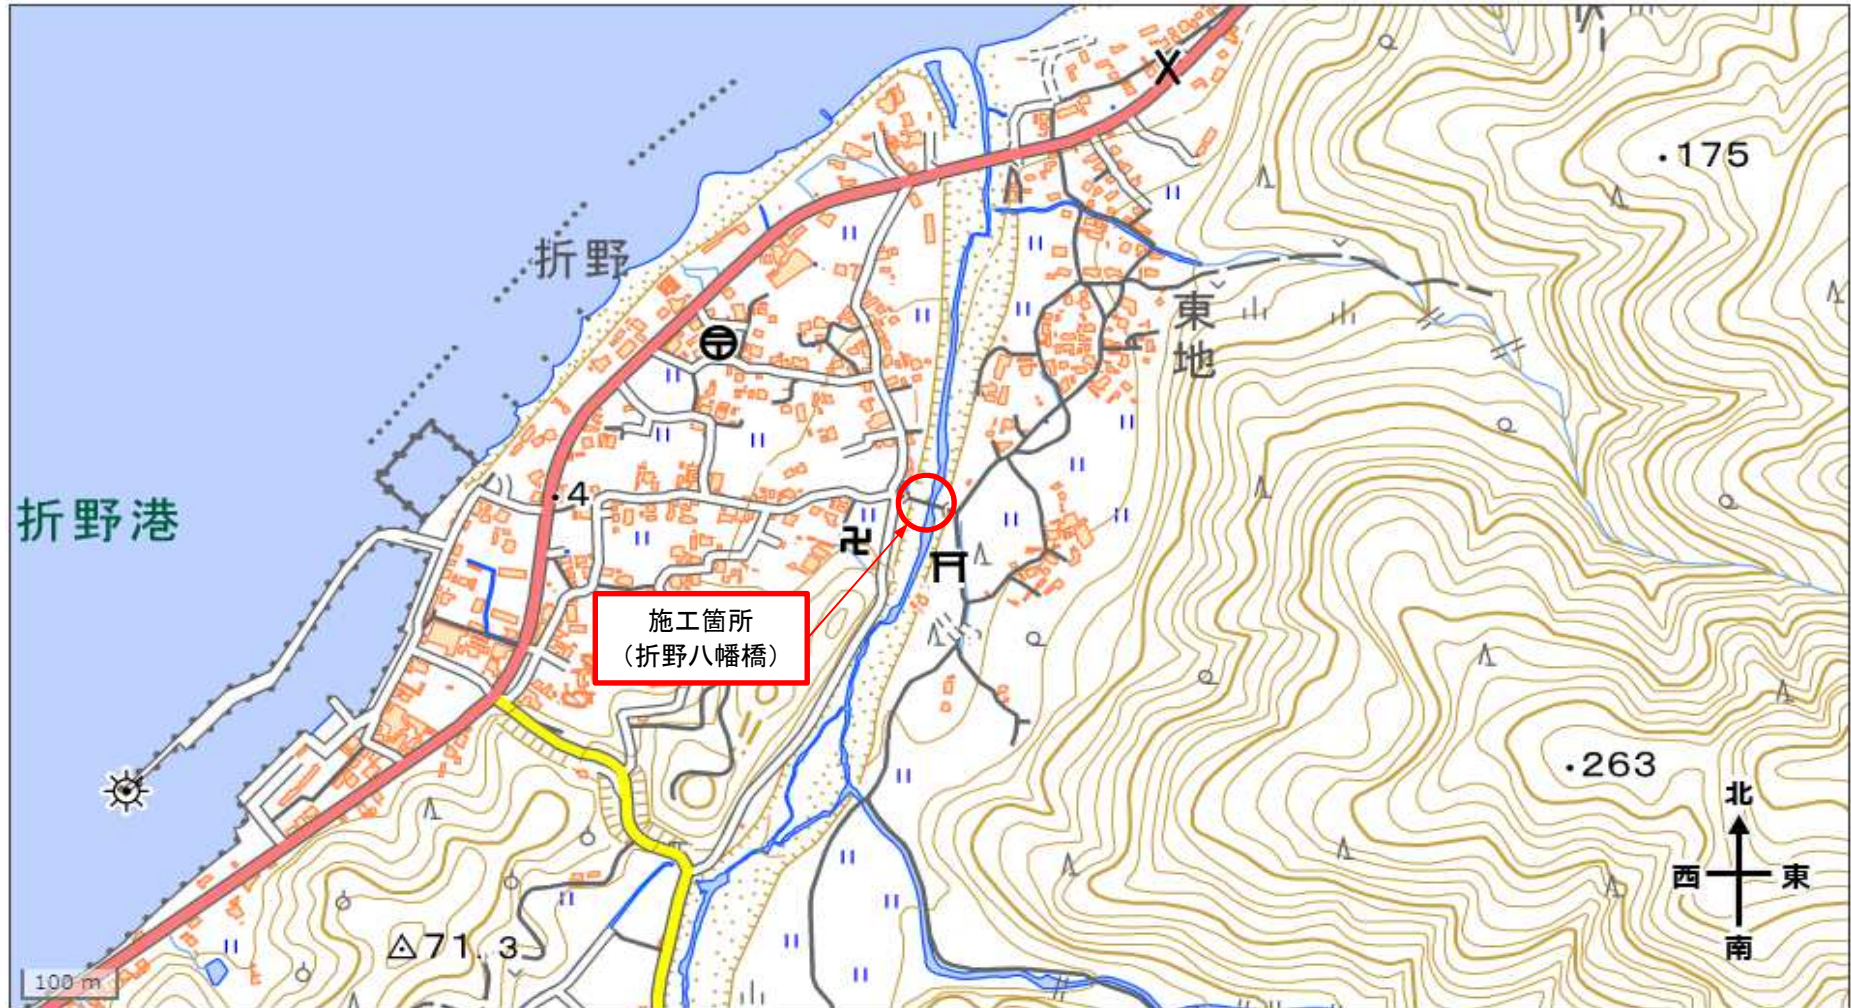 ・175
折野
東地
・4
折野港
施工箇所
（折野八幡橋）
・263
北
西
東
南
71.3
100 m